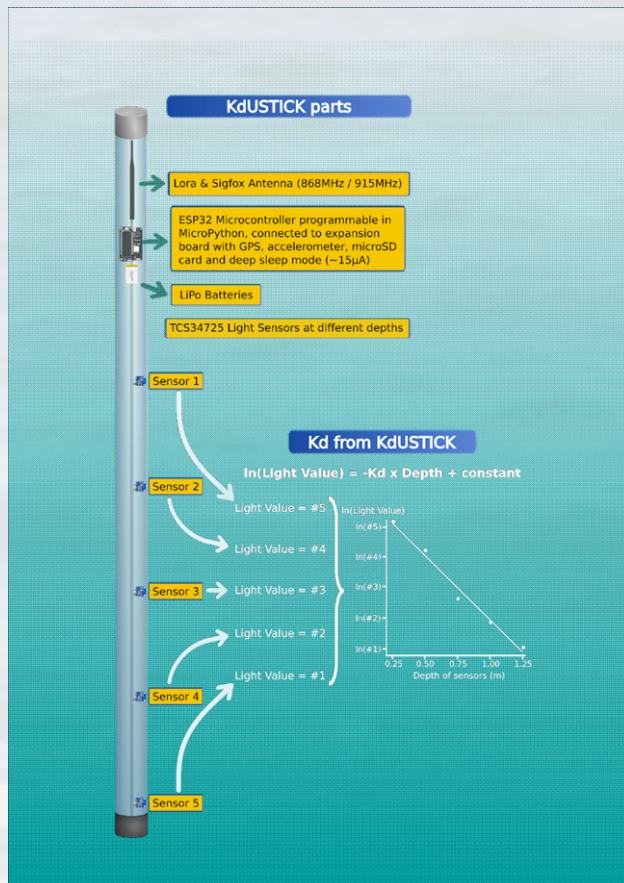 KdUSTICK parts
Lora & Sigfox Antenna (868MHz / 915MHz)
ESP32 Microcontroller programmable in
MicroPython, connected to expansion
board with GPS, accelerometer, microSD
card and deep sleep mode (~15µA)
LiPo Batteries
TCS34725 Light Sensors at different depths
Sensor 1
Sensor 2
Sensor 3
Sensor 4
Sensor 5
Kd from KdUSTICK
ln(Light Value) = -Kd x Depth + constant
Light Value = #5
Light Value = #4
Light Value = #3
Light Value = #2
Light Value = #1
ln(Light Value)
ln(#5)
ln(#4)
ln(#3)
ln(#2)
ln(#1)
0.25 0.50 0.75 1.00 1.25
Depth of sensors (m)